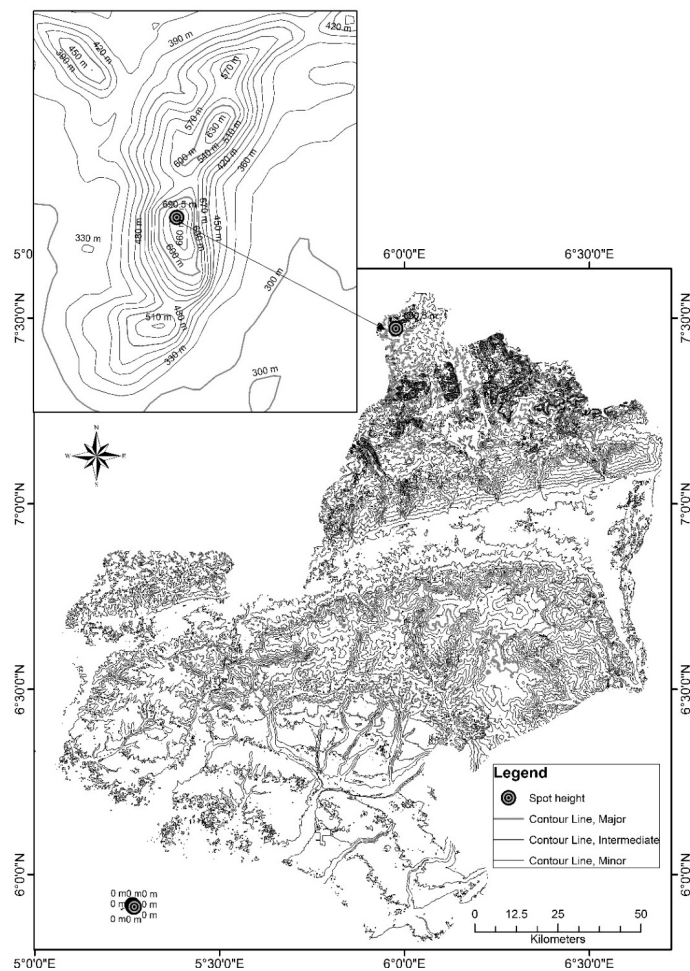 420 m
390 m
420 m
450 m
390 m
570 m
570 m
630 m
510 m
540 m
600 m
420 m
360 m
690.5 m
570 m
450 m
480 m
660
600 m
330 m
300 m
510 m
480 m
330 m
300 m
5°0
6°0'0"E
6°30'0"E
7°30'0"N
7°30'0"N
N
W
E
S
7°0'0"N
7°0'0"N
6°30'0"N
6°30'0"N
Legend
Spot height
Contour Line, Major
Contour Line, Intermediate
Contour Line, Minor
6°0'0"N
6°0'0"N
0 m0 m0 m
0 m
0 m0 m
0 m
0 12.5 25 50
Kilometers
5°30'0"E
6°0'0"E
6°30'0"E